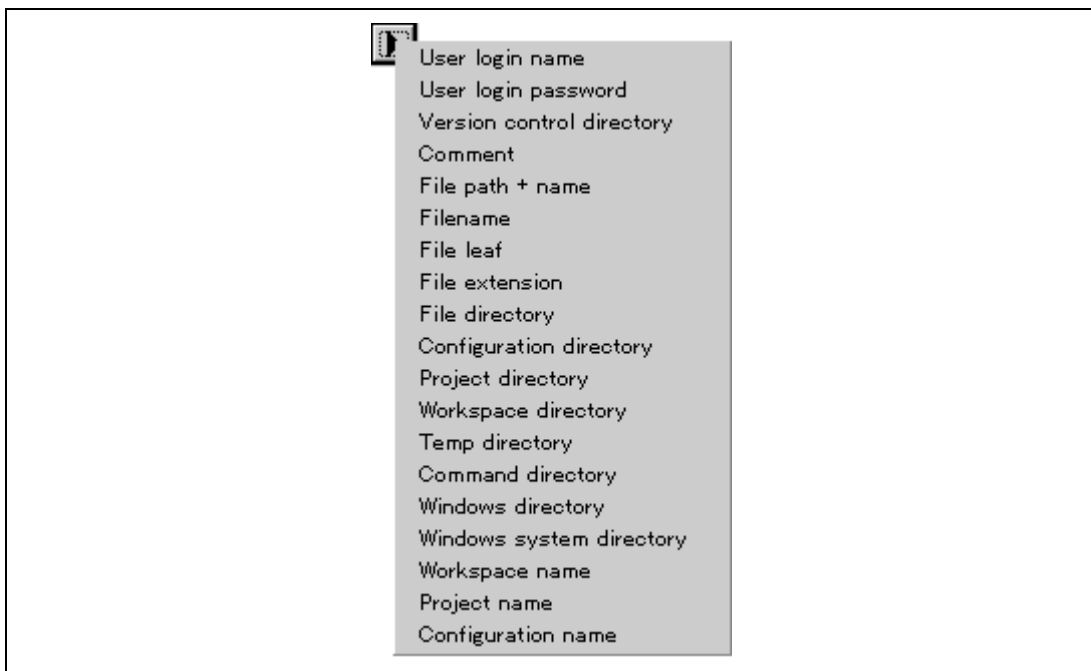 User login name
User login password
Version control directory
Comment
File path + name
Filename
File leaf
File extension
File directory
Configuration directory
Project directory
Workspace directory
Temp directory
Command directory
Windows directory
Windows system directory
Workspace name
Project name
Configuration name